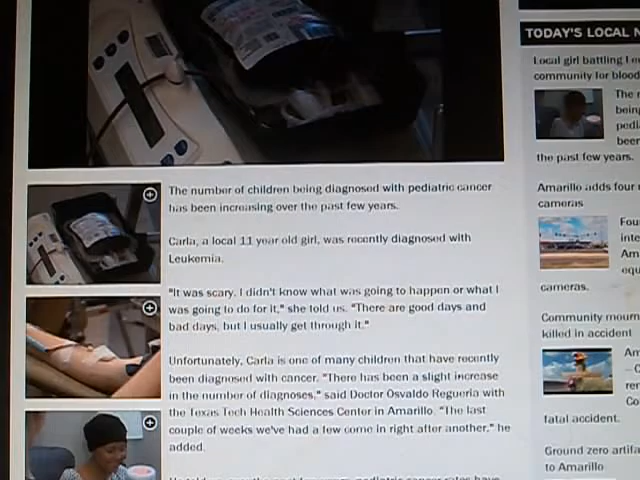 The number of children being diagnosed with pediatric cancer
has been increasing over the past few years.
Carla, a local 11 year old girl, was recently diagnosed with
Leukemia.
"It was scary. I didn't know what was going to happen or what I
was going to do for it," she told us. "There are good days and
bad days, but I usually get through it."
Unfortunately, Carla is one of many children that have recently
been diagnosed with cancer. "There has been a slight increase
in the number of diagnoses," said Doctor Osvaldo Regueria with
the Texas Tech Health Sciences Center in Amarillo. "The last
couple of weeks we've had a few come in right after another," he
added.
TODAY'S LOCAL N
Local girl battling Le
community for blood
The n
being
pedi
been
the past few years.
Amarillo adds four
cameras
Fou
inte
Am
equ
cameras.
Community mourn
killed in accident
Am
- C
ren
Co
fatal accident.
Ground zero artifa
to Amarillo